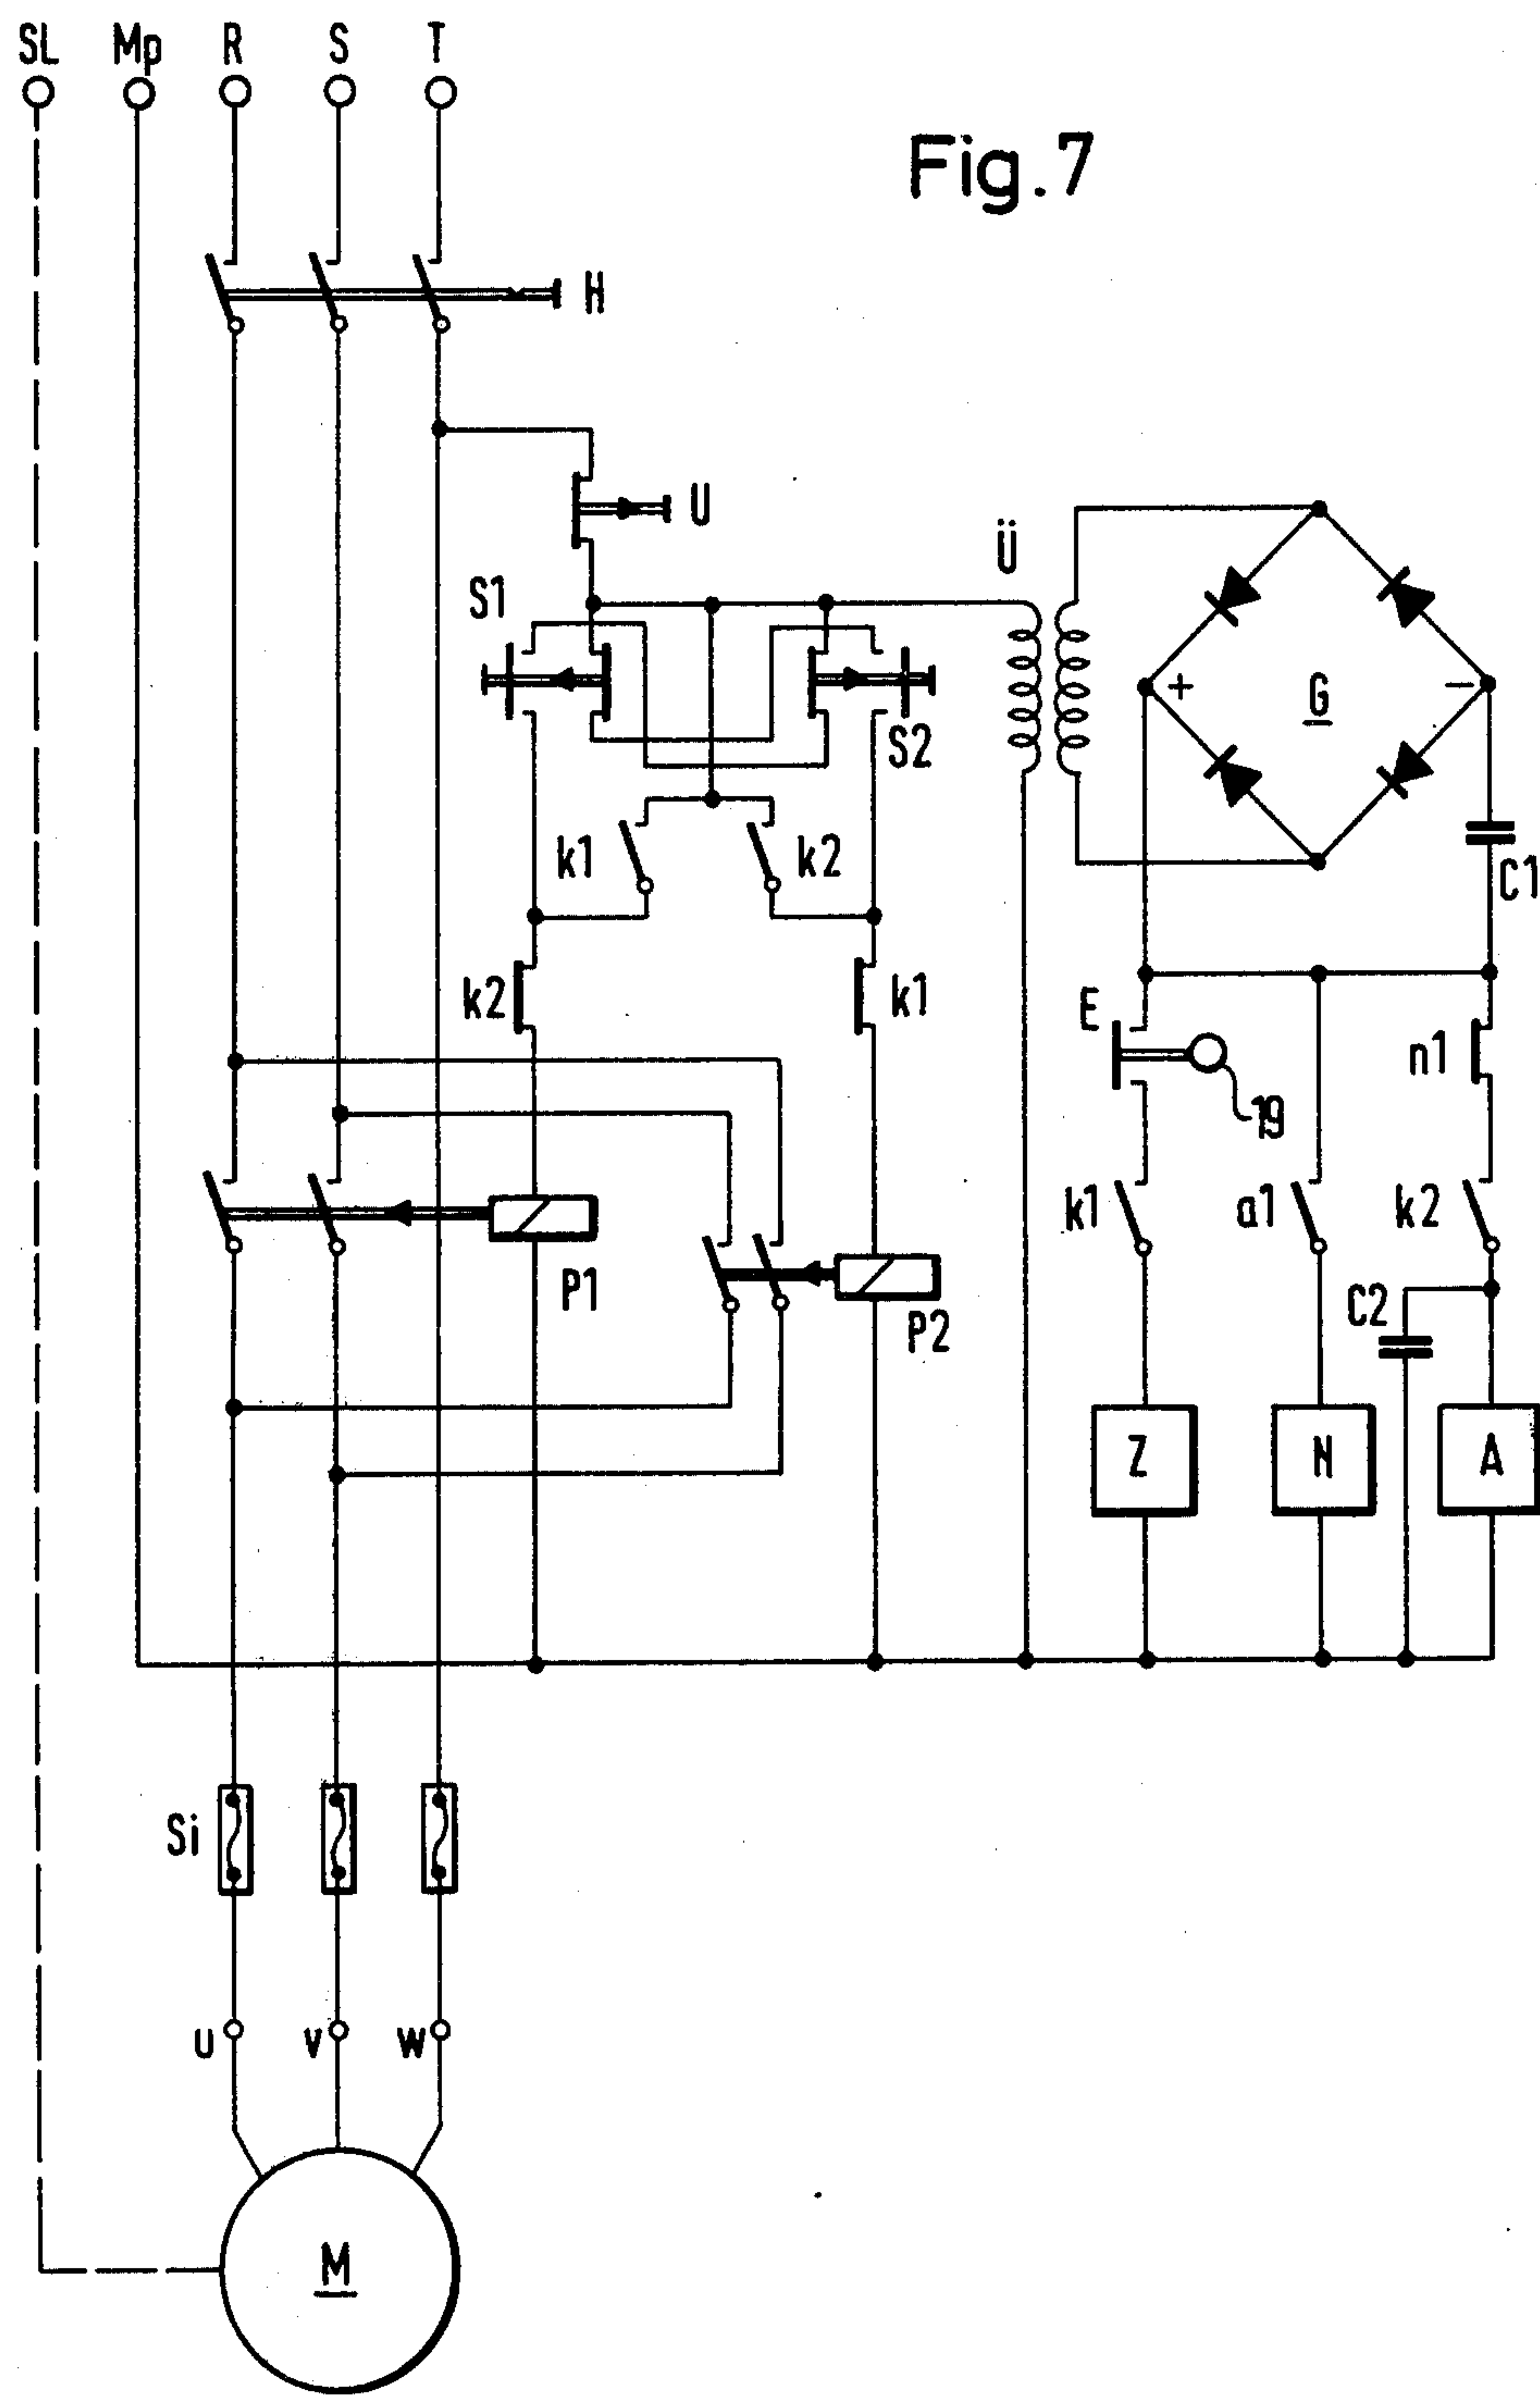 SL Mp R S T
Fig.7
H
U
Ü
S1
+ G −
S2
k1 k2
C1
k2 k1
E n1
19
k1 a1 k2
P1 C2
P2
Z N A
Si
u v w
M